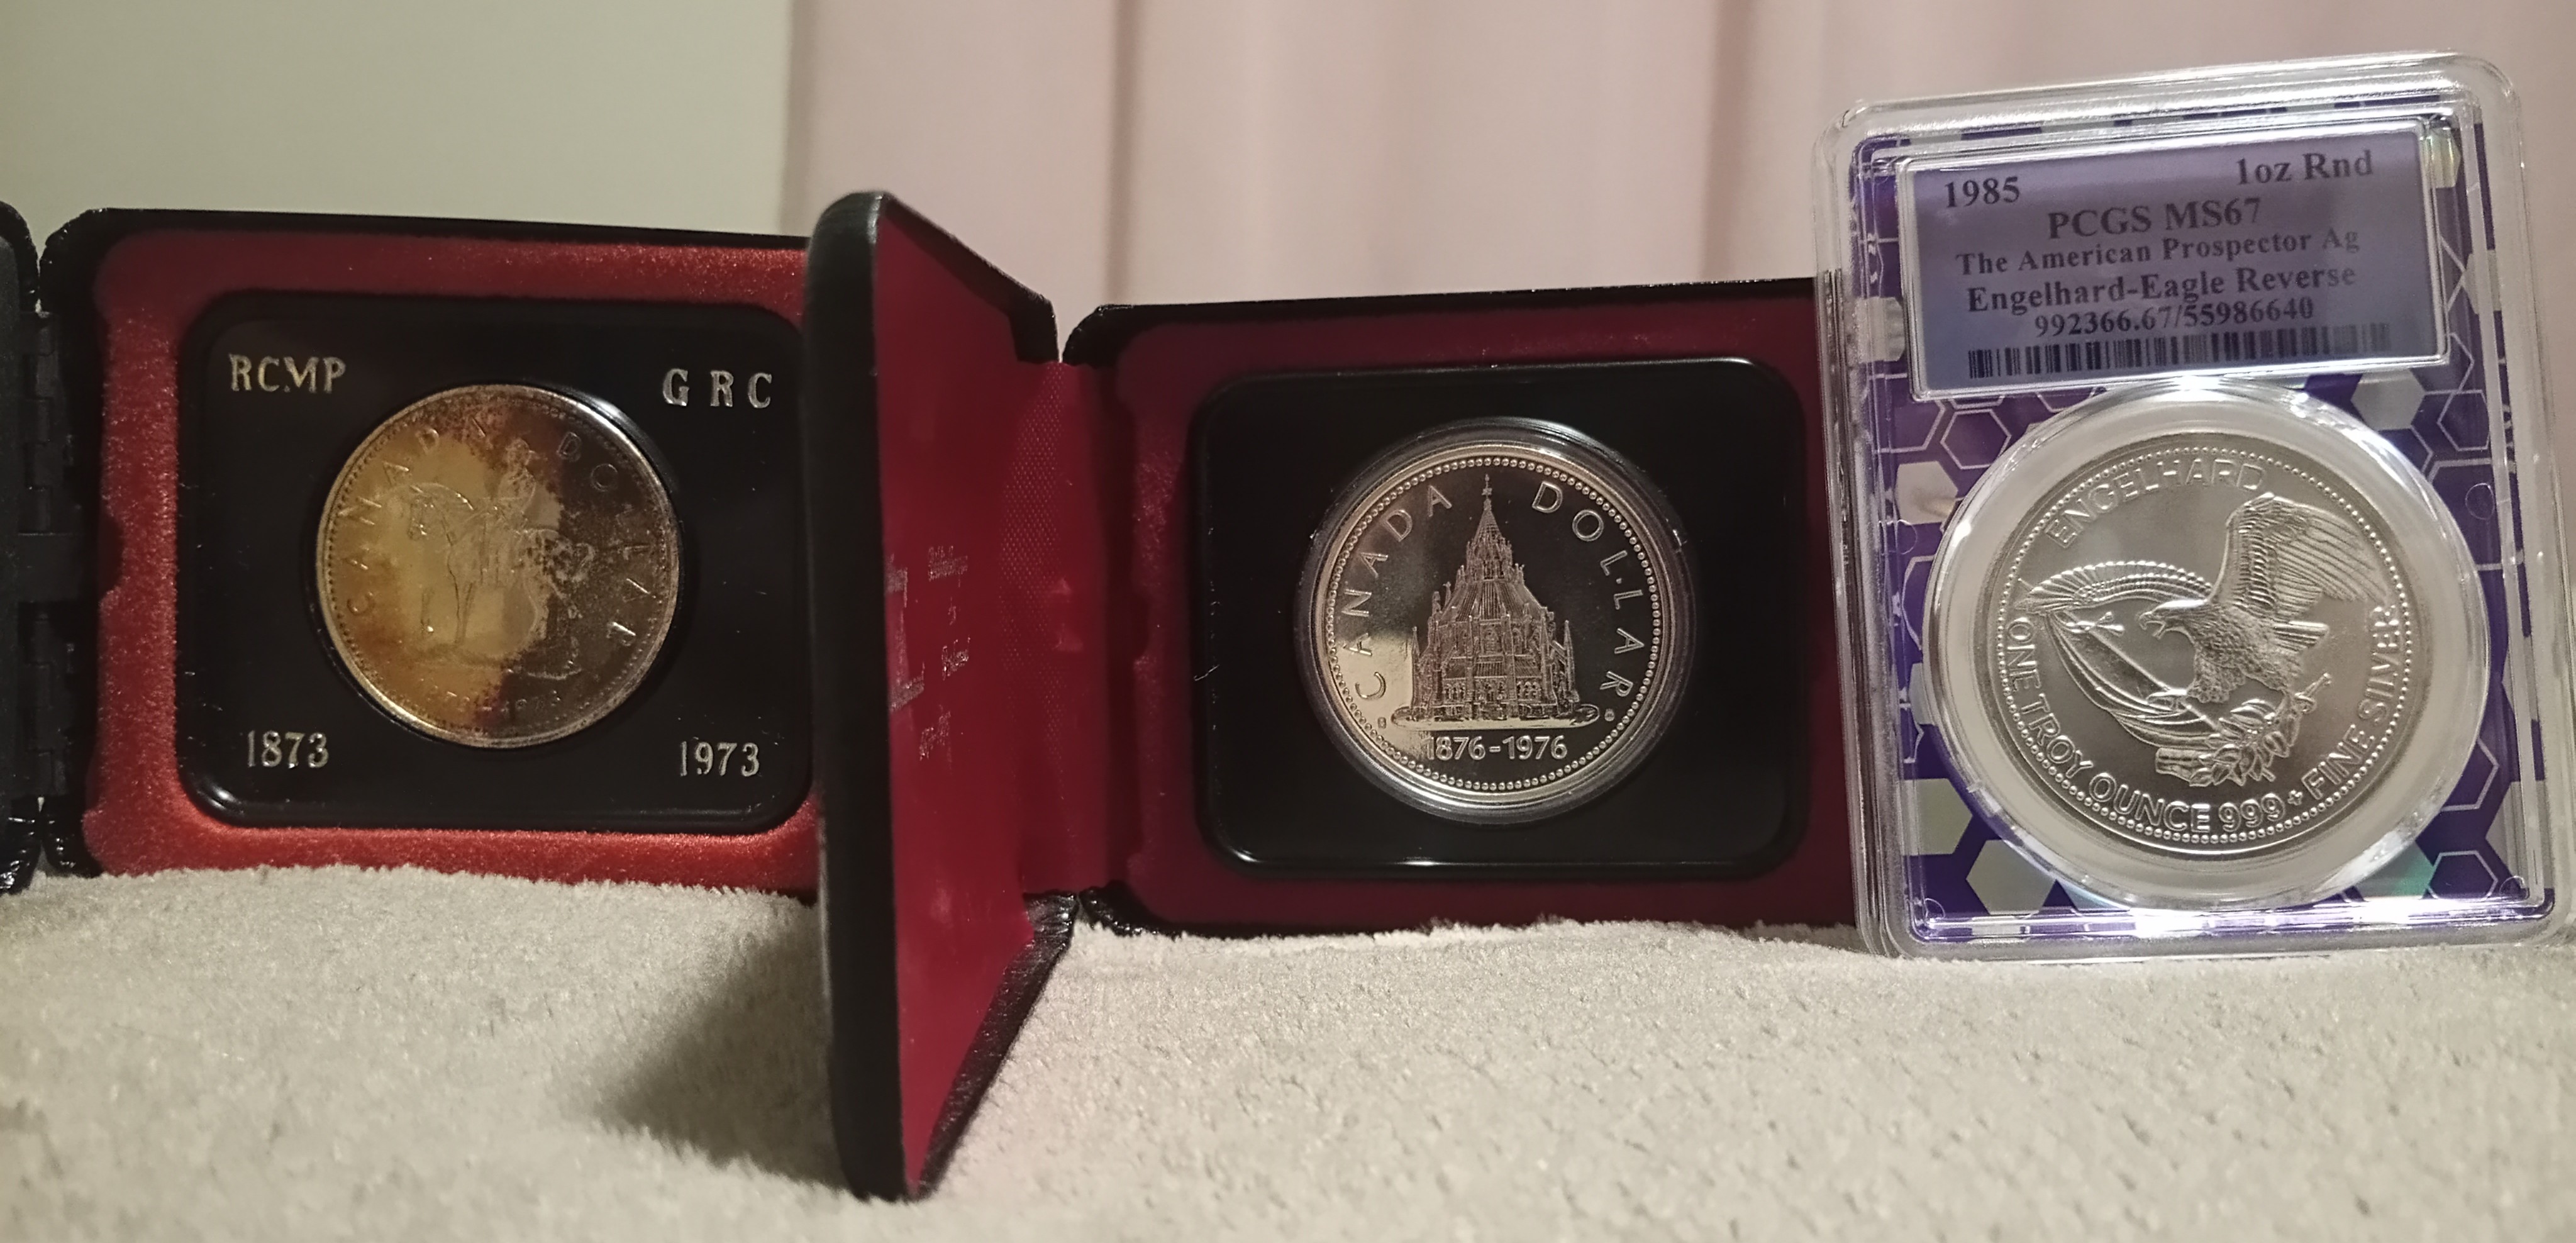 RCMP GRC
CANADA DOLLAR
1873 1973
CANADA DOLLAR
1876-1976
1985 1oz Rnd
PCGS MS67
The American Prospector Ag
Engelhard-Eagle Reverse
992366.67/55986640
ENGELHARD
ONE TROY OUNCE 999+ FINE SILVER